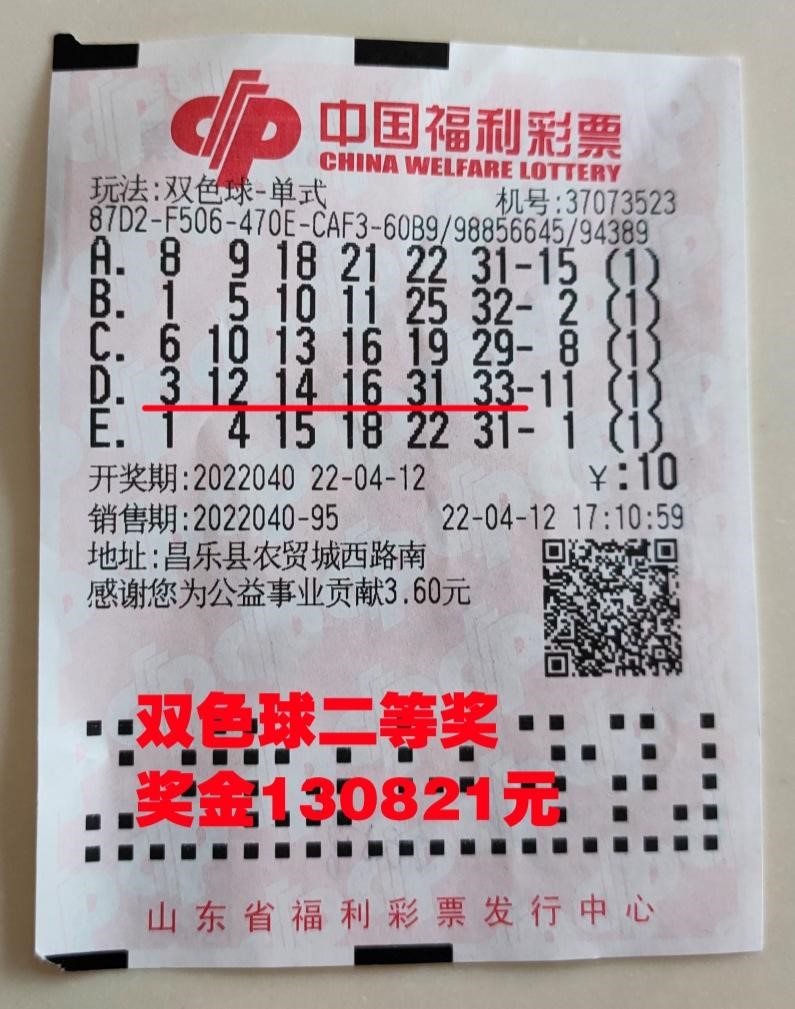 中国福利彩票
CHINA WELFARE LOTTERY
玩法:双色球-单式 机号:37073523
87D2-F506-470E-CAF3-60B9/98856645/94389
A. 8 9 18 21 22 31-15 (1)
B. 1 5 10 11 25 32- 2 (1)
C. 6 10 13 16 19 29- 8 (1)
D. 3 12 14 16 31 33-11 (1)
E. 1 4 15 18 22 31- 1 (1)
开奖期:2022040 22-04-12 ¥:10
销售期:2022040-95 22-04-12 17:10:59
地址:昌乐县农贸城西路南
感谢您为公益事业贡献3.60元
双色球二等奖
奖金130821元
山东省福利彩票发行中心